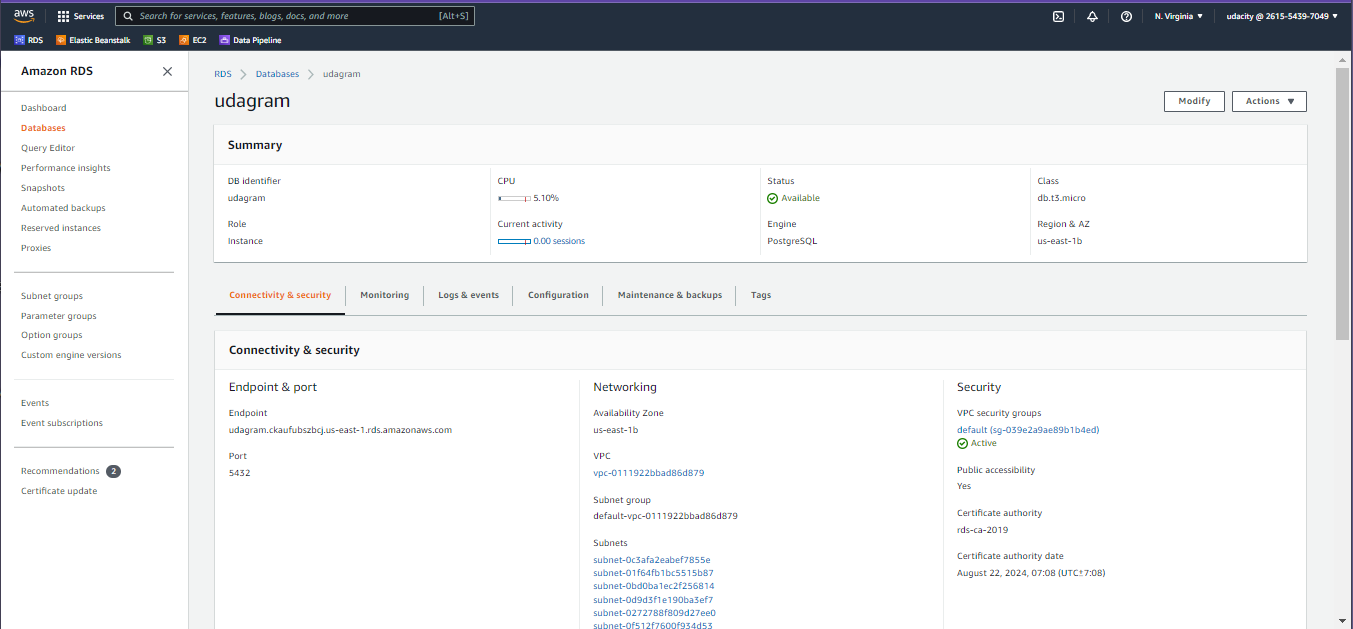 aws
Services
Search for services, features, blogs, docs, and more
[Alt+S]
N. Virginia ▼
udacity @ 2615-5439-7049 ▼
RDS
Elastic Beanstalk
S3
EC2
Data Pipeline
Amazon RDS
Dashboard
Databases
Query Editor
Performance insights
Snapshots
Automated backups
Reserved instances
Proxies
Subnet groups
Parameter groups
Option groups
Custom engine versions
Events
Event subscriptions
Recommendations 2
Certificate update
RDS > Databases > udagram
udagram
Modify
Actions ▼
Summary
DB identifier
udagram
Role
Instance
CPU
5.10%
Current activity
0.00 sessions
Status
Available
Engine
PostgreSQL
Class
db.t3.micro
Region & AZ
us-east-1b
Connectivity & security
Monitoring
Logs & events
Configuration
Maintenance & backups
Tags
Connectivity & security
Endpoint & port
Endpoint
udagram.ckaufubszbcj.us-east-1.rds.amazonaws.com
Port
5432
Networking
Availability Zone
us-east-1b
VPC
vpc-0111922bbad86d879
Subnet group
default-vpc-0111922bbad86d879
Subnets
subnet-0c3afa2eabef7855e
subnet-01f64fb1bc5515b87
subnet-0bd0ba1ec2f256814
subnet-0d9d3f1e190ba3ef7
subnet-0272788f809d27ee0
subnet-0f512f7600f934d53
Security
VPC security groups
default (sg-039e2a9ae89b1b4ed)
Active
Public accessibility
Yes
Certificate authority
rds-ca-2019
Certificate authority date
August 22, 2024, 07:08 (UTC±7:08)